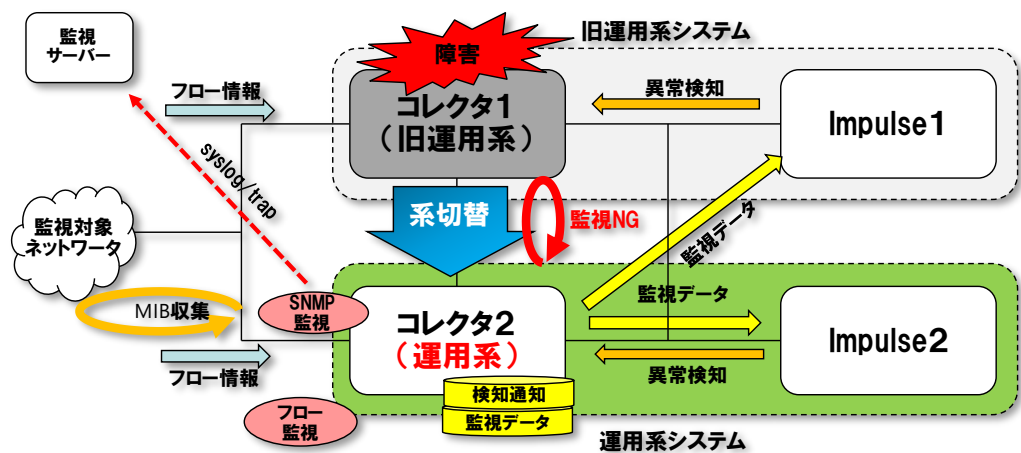 監視
サーバー
障害
旧運用系システム
フロー情報
コレクタ1
（旧運用系）
異常検知
Impulse1
syslog/trap
系切替
監視NG
監視データ
監視対象
ネットワーク
MIB収集
SNMP
監視
コレクタ2
（運用系）
監視データ
Impulse2
フロー情報
異常検知
検知通知
監視データ
フロー
監視
運用系システム